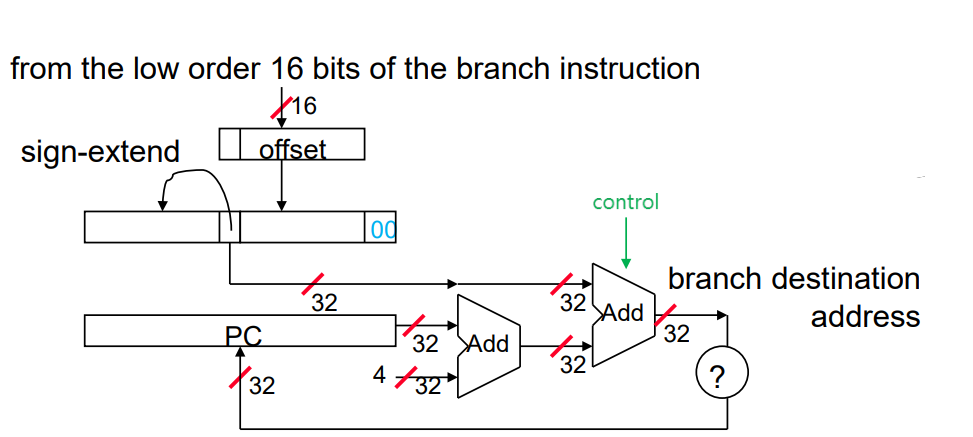 from the low order 16 bits of the branch instruction
16
sign-extend
offset
control
00
branch destination
address
32
32
Add
32
PC
32
Add
32
4
32
32
?